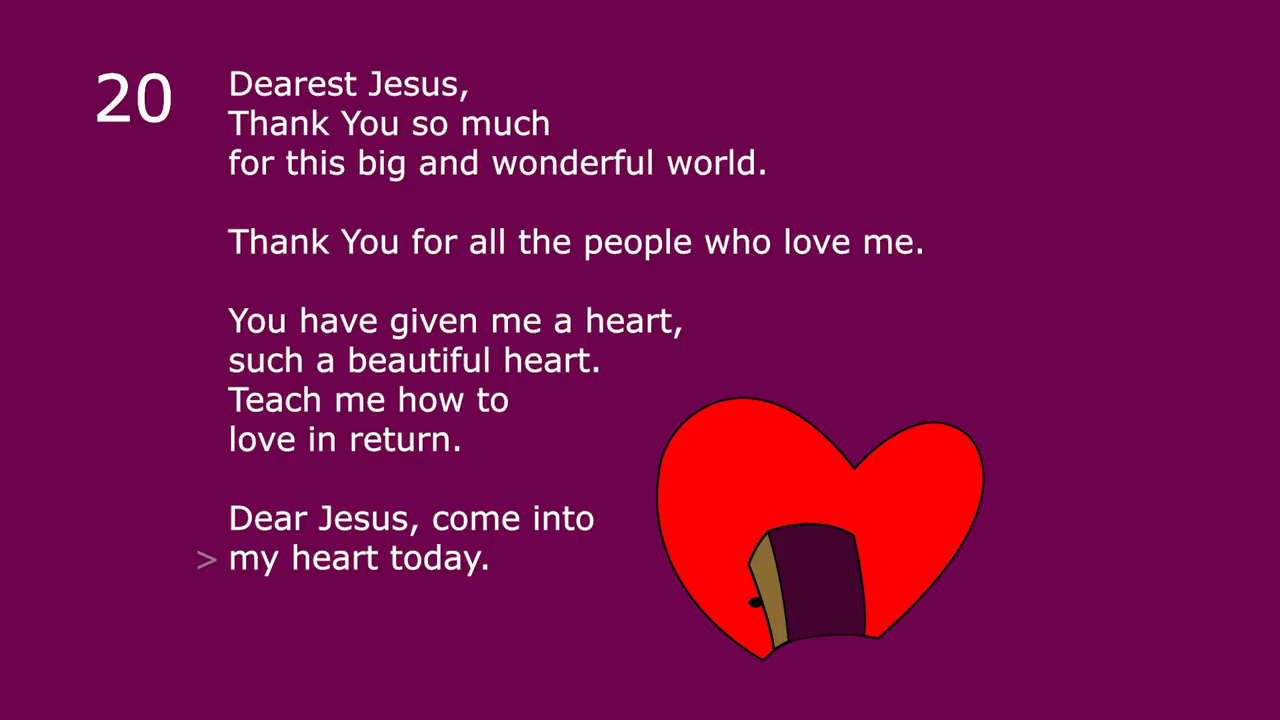 20
Dearest Jesus,
Thank You so much
for this big and wonderful world.
Thank You for all the people who love me.
You have given me a heart,
such a beautiful heart.
Teach me how to
love in return.
Dear Jesus, come into
> my heart today.